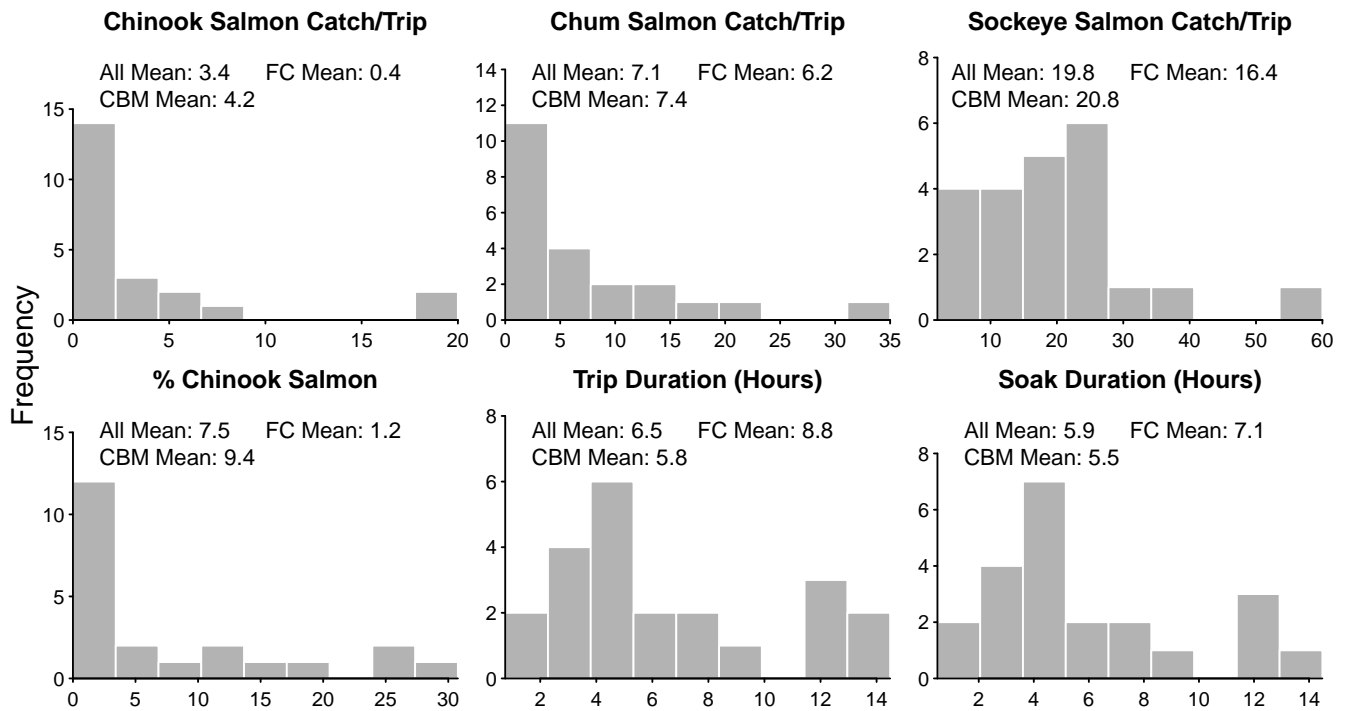 Chinook Salmon Catch/Trip
All Mean: 3.4 FC Mean: 0.4
CBM Mean: 4.2
15
10
5
0
0 5 10 15 20
Chum Salmon Catch/Trip
All Mean: 7.1 FC Mean: 6.2
CBM Mean: 7.4
14
12
10
8
6
4
2
0
0 5 10 15 20 25 30 35
Sockeye Salmon Catch/Trip
All Mean: 19.8 FC Mean: 16.4
CBM Mean: 20.8
8
6
4
2
0
10 20 30 40 50 60
Frequency
% Chinook Salmon
All Mean: 7.5 FC Mean: 1.2
CBM Mean: 9.4
15
10
5
0
0 5 10 15 20 25 30
Trip Duration (Hours)
All Mean: 6.5 FC Mean: 8.8
CBM Mean: 5.8
8
6
4
2
0
2 4 6 8 10 12 14
Soak Duration (Hours)
All Mean: 5.9 FC Mean: 7.1
CBM Mean: 5.5
8
6
4
2
0
2 4 6 8 10 12 14